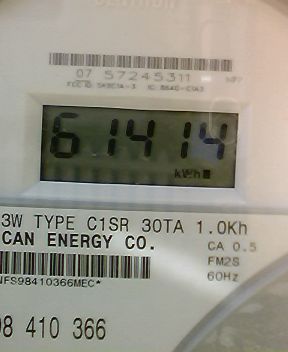 07 57245311
61414
kWh
3W TYPE C1SR 30TA 1.0Kh
CAN ENERGY CO.
CA 0.5
FM2S
60Hz
NFS98410366MEC*
98 410 366